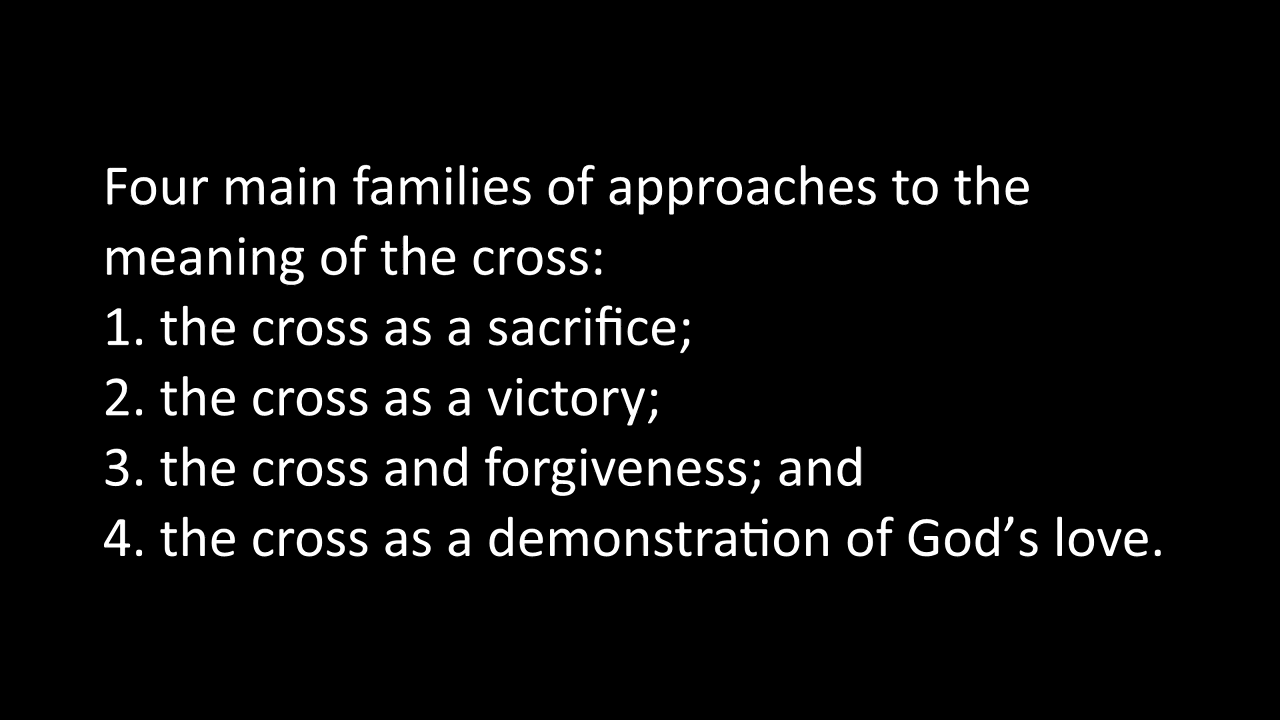 Four main families of approaches to the
meaning of the cross:
1. the cross as a sacrifice;
2. the cross as a victory;
3. the cross and forgiveness; and
4. the cross as a demonstration of God’s love.